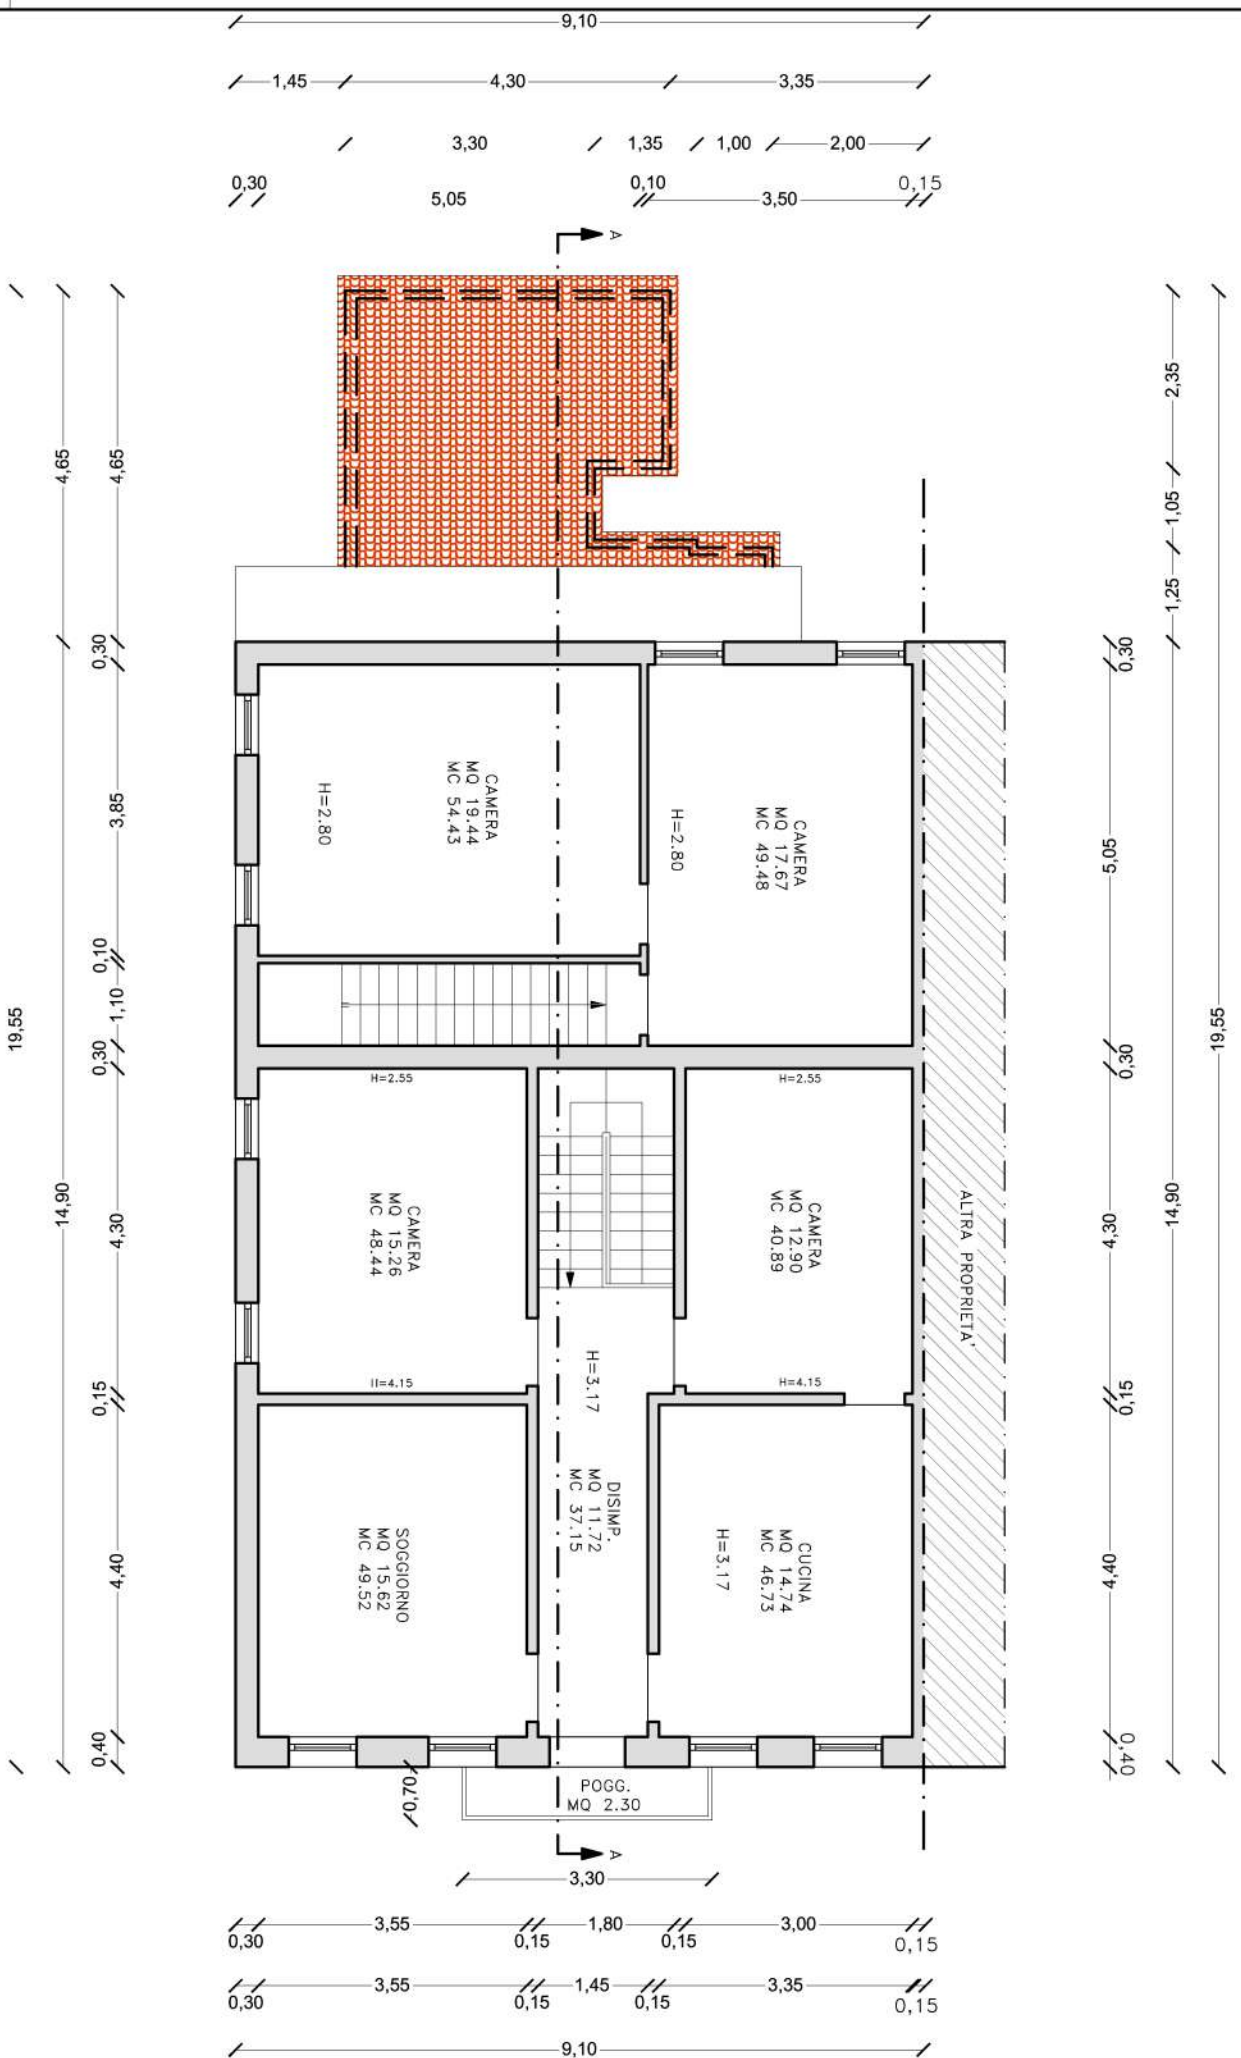 9,10
1,45 4,30 3,35
3,30 1,35 1,00 2,00
0,30 0,10 0,15
5,05 3,50
A
4,65
4,65
2,35
1,05
1,25
0,30
3,85
0,10
1,10
0,30
4,30
0,15
4,40
0,40
19,55
14,90
0,30
5,05
0,30
4,30
0,15
4,40
0,40
14,90
19,55
CAMERA
MQ 19.44
MC 54.43
H=2.80
CAMERA
MQ 17.67
MC 49.48
H=2.80
H=2.55
CAMERA
MQ 15.26
MC 48.44
H=4.15
H=2.55
CAMERA
MQ 12.90
MC 40.89
H=4.15
ALTRA PROPRIETA'
H=3.17
DISIMP.
MQ 11.72
MC 37.15
SOGGIORNO
MQ 15.62
MC 49.52
CUCINA
MQ 14.74
MC 46.73
H=3.17
0,70
POGG.
MQ 2.30
A
3,30
3,55 1,80 3,00
0,30 0,15 0,15 0,15
3,55 1,45 3,35
0,30 0,15 0,15 0,15
9,10